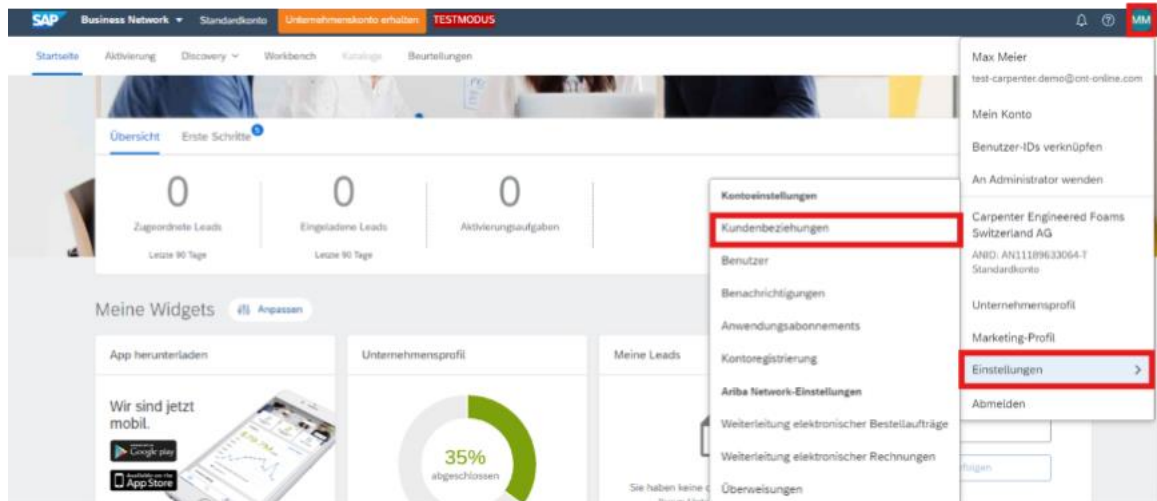 SAP Business Network Standardkonto Unternehmenskonto erhalten TESTMODUS MM
Startseite Aktivierung Discovery Workbench Kataloge Beurteilungen
Übersicht Erste Schritte 5
0 0 0
Zugeordnete Leads Eingeladene Leads Aktivierungsaufgaben
Letzte 90 Tage Letzte 90 Tage
Meine Widgets Anpassen
App herunterladen Unternehmensprofil Meine Leads
Wir sind jetzt
mobil.
Google play
App Store
35%
abgeschlossen
Sie haben keine
Kontoeinstellungen
Kundenbeziehungen
Benutzer
Benachrichtigungen
Anwendungsabonnements
Kontoregistrierung
Ariba Network-Einstellungen
Weiterleitung elektronischer Bestellaufträge
Weiterleitung elektronischer Rechnungen
Überweisungen
Max Meier
test-carpenter.demo@cnt-online.com
Mein Konto
Benutzer-IDs verknüpfen
An Administrator wenden
Carpenter Engineered Foams
Switzerland AG
ANID: AN11189633064-T
Standardkonto
Unternehmensprofil
Marketing-Profil
Einstellungen
Abmelden